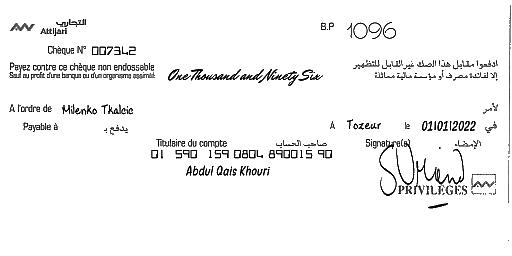 التجاري
Attijari
B.P 1096
Chèque N° 007342
Payez contre ce chèque non endossable
Sauf au profit d'une banque ou d'un organisme assimilé
One Thousand and Ninety Six
ادفعوا مقابل هذا الصك غير القابل للتظهير
إلا لفائدة مصرف أو مؤسسة مالية مماثلة
A l'ordre de Milenko Tkalcic
لأمر
Payable à يدفع بـ
A Tozeur le 01/01/2022 في
Titulaire du compte صاحب الحساب
Signature(s) الإمضاء
01 590 159 0804 890015 90
Abdul Qais Khouri
PRIVILÈGES